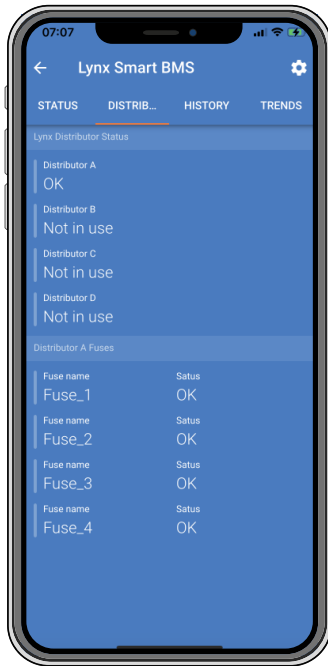 07:07
Lynx Smart BMS
STATUS DISTRIB... HISTORY TRENDS
Lynx Distributor Status
Distributor A
OK
Distributor B
Not in use
Distributor C
Not in use
Distributor D
Not in use
Distributor A Fuses
Fuse name Satus
Fuse_1 OK
Fuse name Satus
Fuse_2 OK
Fuse name Satus
Fuse_3 OK
Fuse name Satus
Fuse_4 OK